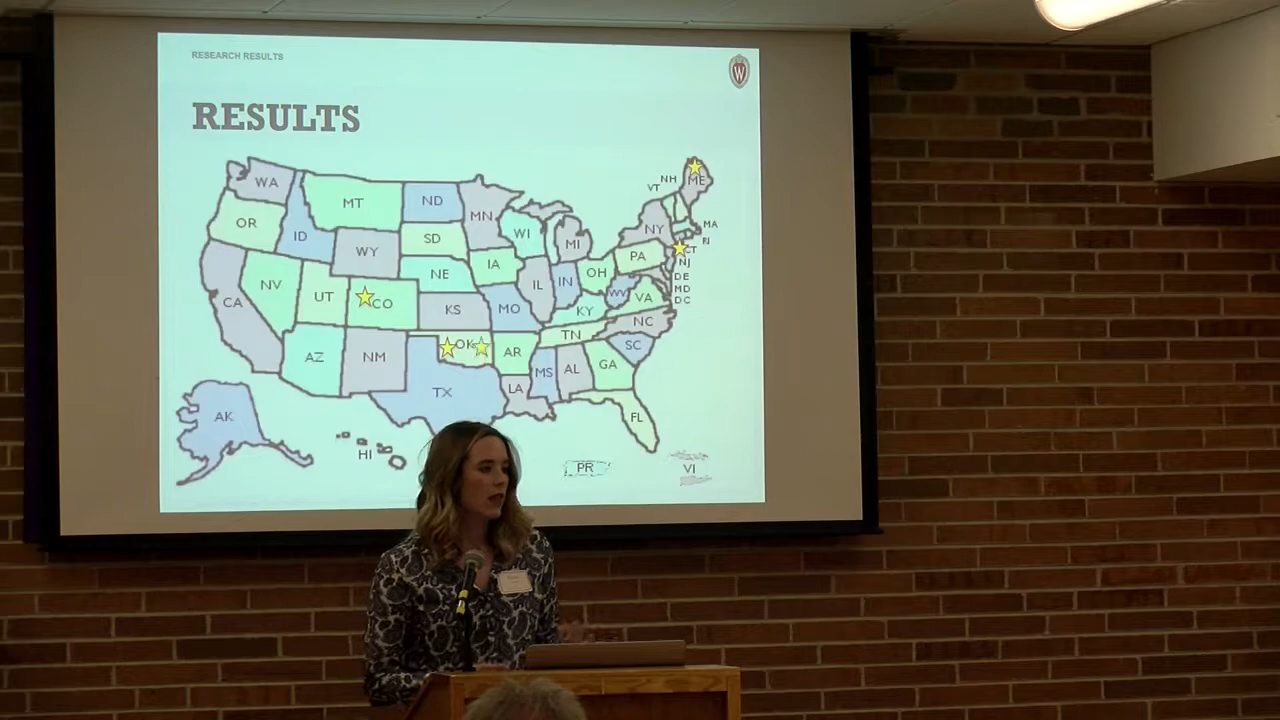 RESEARCH RESULTS
W
RESULTS
WA
MT
ND
MN
VT
NH
ME
OR
ID
WY
SD
WI
MI
NY
MA
RI
CT
NV
UT
CO
NE
IA
IL
IN
OH
PA
NJ
DE
MD
DC
CA
KS
MO
KY
WV
VA
AZ
NM
OK
AR
TN
NC
SC
TX
LA
MS
AL
GA
FL
AK
HI
PR
VI